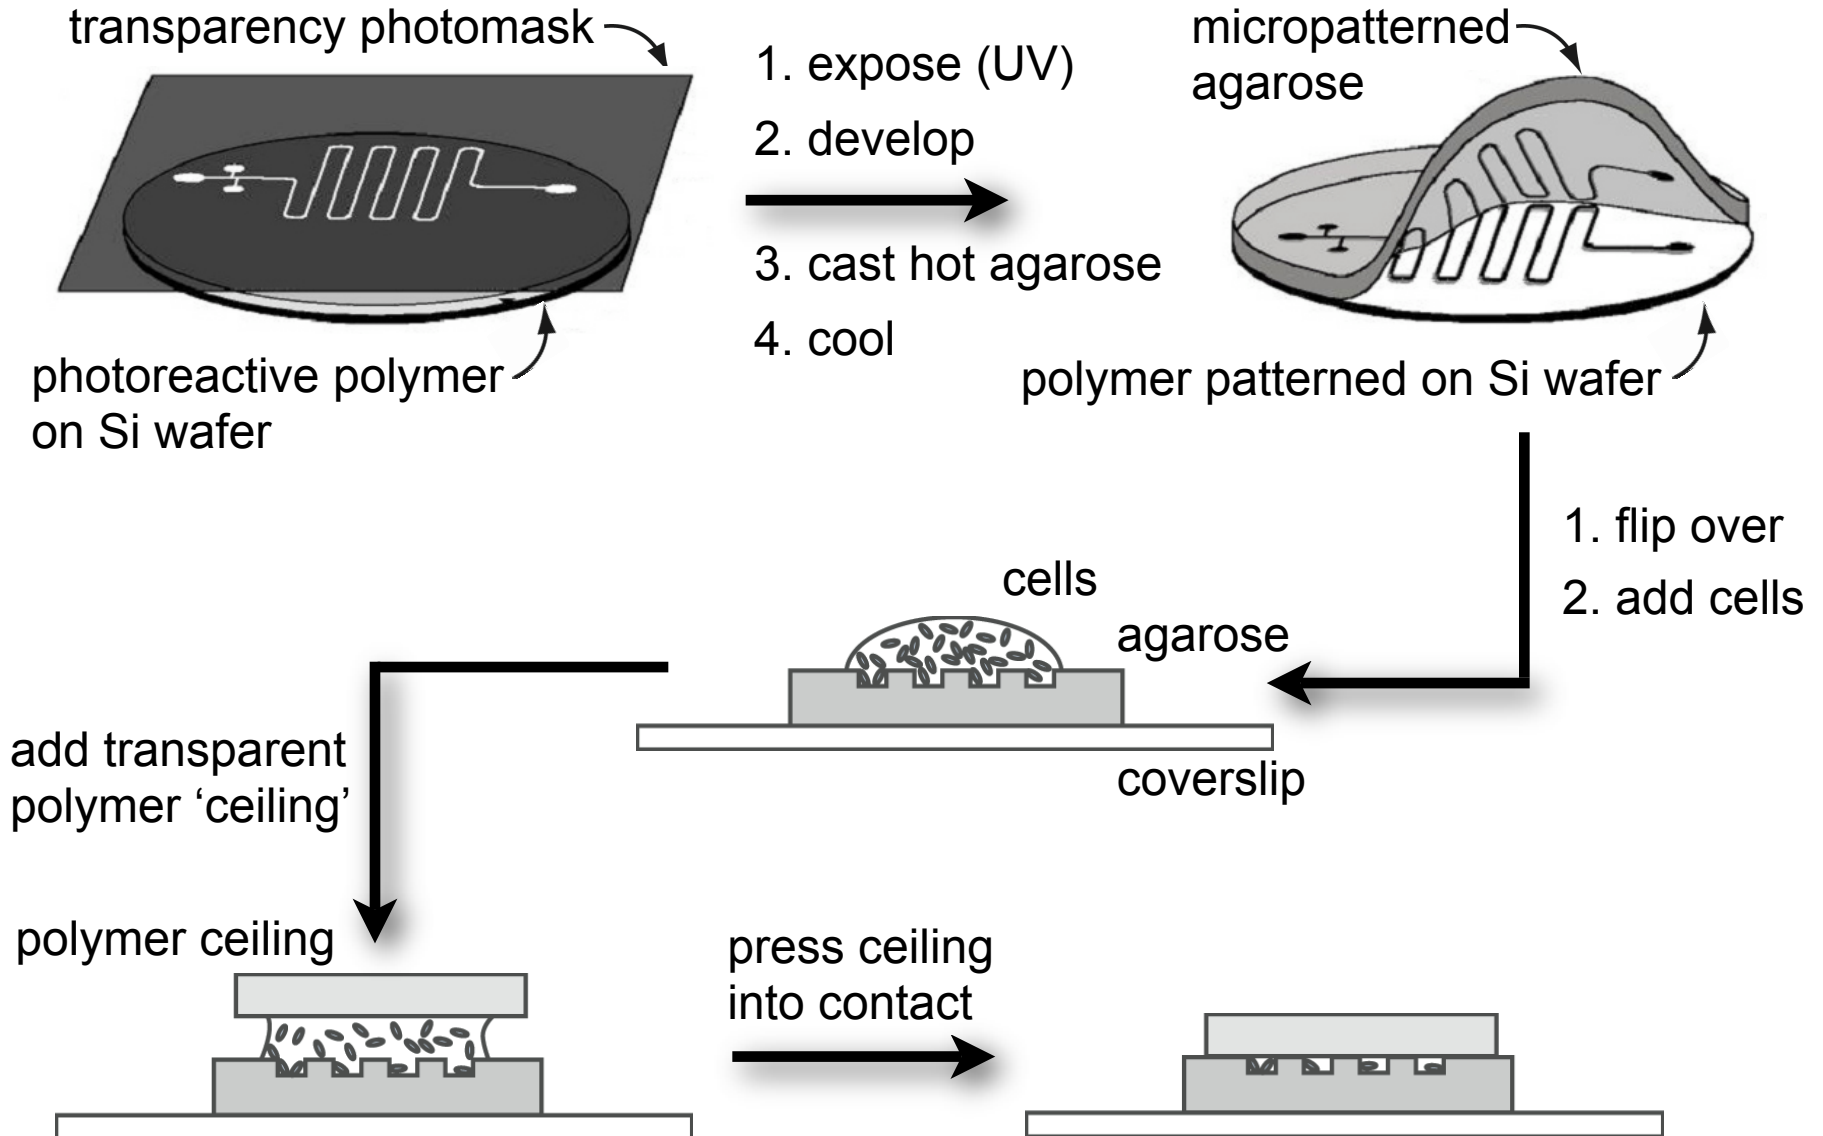 transparency photomask
1. expose (UV)
2. develop
3. cast hot agarose
4. cool
micropatterned
agarose
photoreactive polymer
on Si wafer
polymer patterned on Si wafer
1. flip over
2. add cells
cells
agarose
coverslip
add transparent
polymer ‘ceiling’
polymer ceiling
press ceiling
into contact